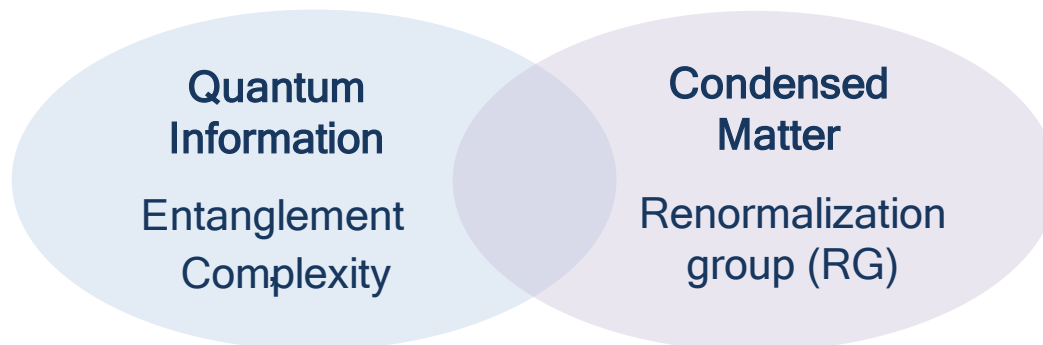 Quantum
Information
Entanglement
Complexity
Condensed
Matter
Renormalization
group (RG)